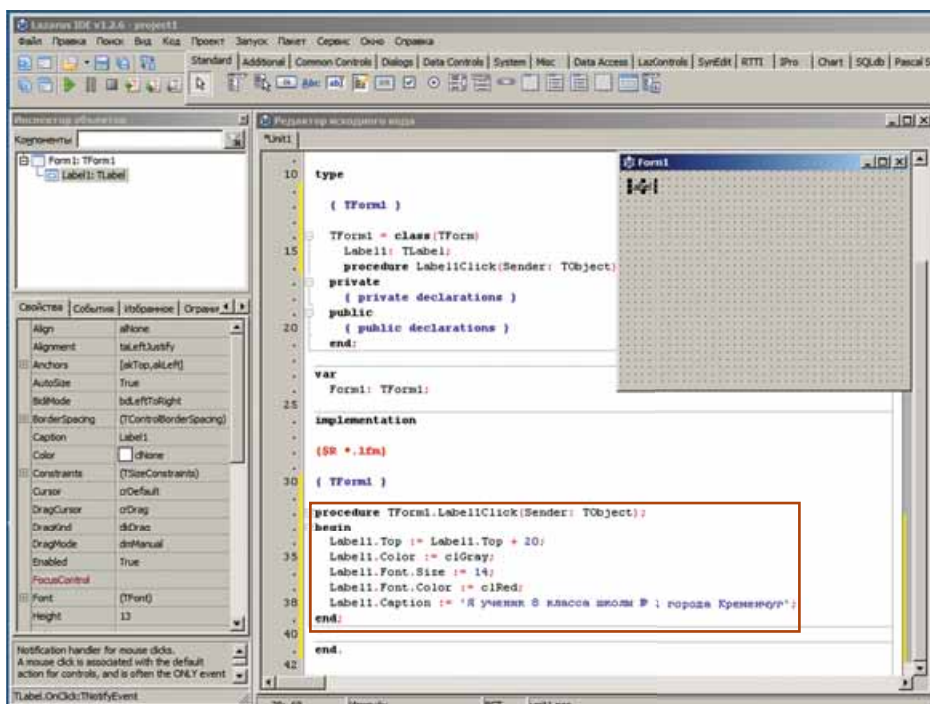 Lazarus IDE v1.2.6 - project1
Файл Правка Поиск Вид Код Проект Запуск Пакет Сервис Окно Справка
Standard Additional Common Controls Dialogs Data Controls System Misc Data Access LazControls SynEdit RTTI IPro Chart SQLdb Pascal S
Инспектор объектов
Компоненты
Form1: TForm1
Label1: TLabel
Свойства События Избранное Огранич
Align alNone
Alignment taLeftJustify
Anchors [akTop,akLeft]
AutoSize True
BidiMode bdLeftToRight
BorderSpacing (TControlBorderSpacing)
Caption Label1
Color clNone
Constraints (TSizeConstraints)
Cursor crDefault
DragCursor crDrag
DragKind dkDrag
DragMode dmManual
Enabled True
FocusControl
Font (TFont)
Height 13
Notification handler for mouse clicks.
A mouse click is associated with the default
action for controls, and is often the ONLY event
TLabel.OnClick:TNotifyEvent
Редактор исходного кода
*Unit1
10 type
{ TForm1 }
TForm1 = class(TForm)
15 Label1: TLabel;
procedure Label1Click(Sender: TObject)
private
{ private declarations }
public
20 { public declarations }
end;
var
Form1: TForm1;
25
implementation
{$R *.lfm}
30 { TForm1 }
procedure TForm1.Label1Click(Sender: TObject);
begin
Label1.Top := Label1.Top + 20;
35 Label1.Color := clGray;
Label1.Font.Size := 14;
Label1.Font.Color := clRed;
38 Label1.Caption := 'Я ученик 8 класса школы № ; города Кременчуг';
end;
40
end.
42
Form1